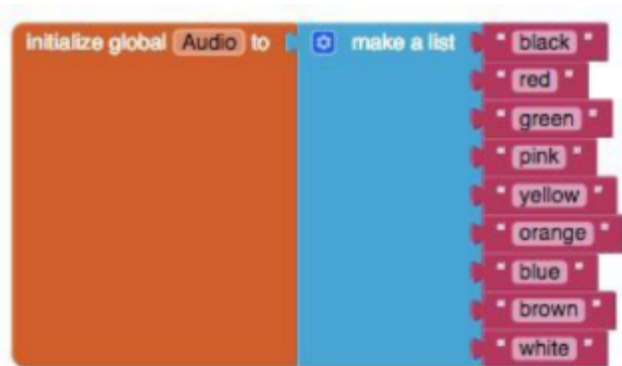 initialize global Audio to make a list " black "
" red "
" green "
" pink "
" yellow "
" orange "
" blue "
" brown "
" white "